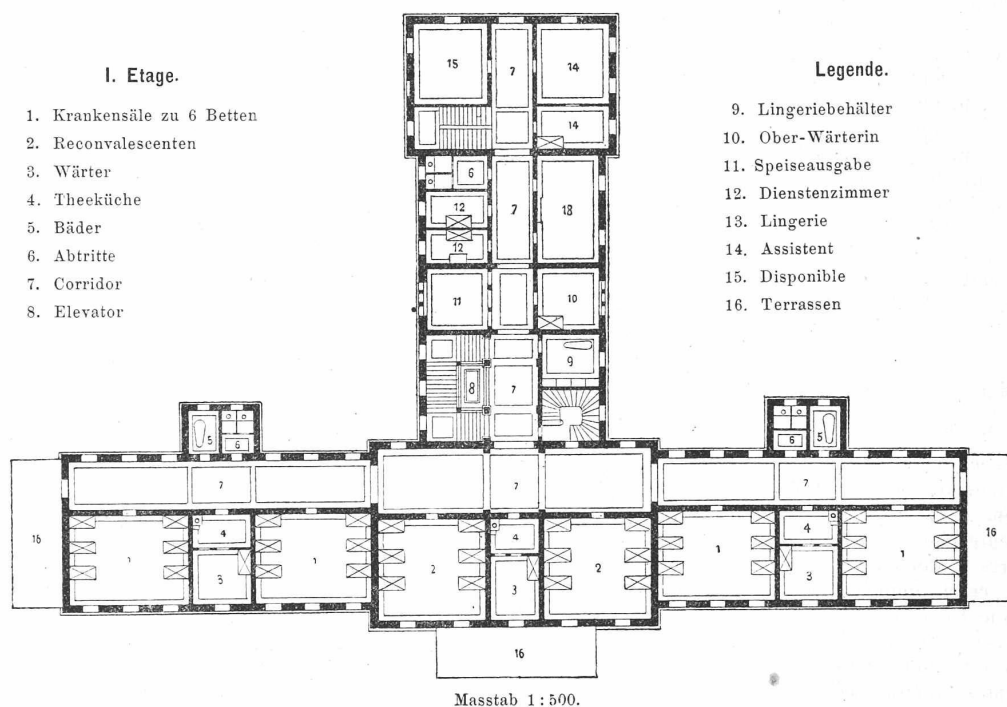 I. Etage.
1. Krankensäle zu 6 Betten
2. Reconvalescenten
3. Wärter
4. Theeküche
5. Bäder
6. Abtritte
7. Corridor
8. Elevator
Legende.
9. Lingeriebehälter
10. Ober-Wärterin
11. Speiseausgabe
12. Dienstenzimmer
13. Lingerie
14. Assistent
15. Disponible
16. Terrassen
15
7
14
14
6
12
7
18
12
11
10
8
7
9
5
6
6
5
7
7
7
16
1
4
3
1
2
4
3
2
1
4
3
1
16
16
Masstab 1:500.